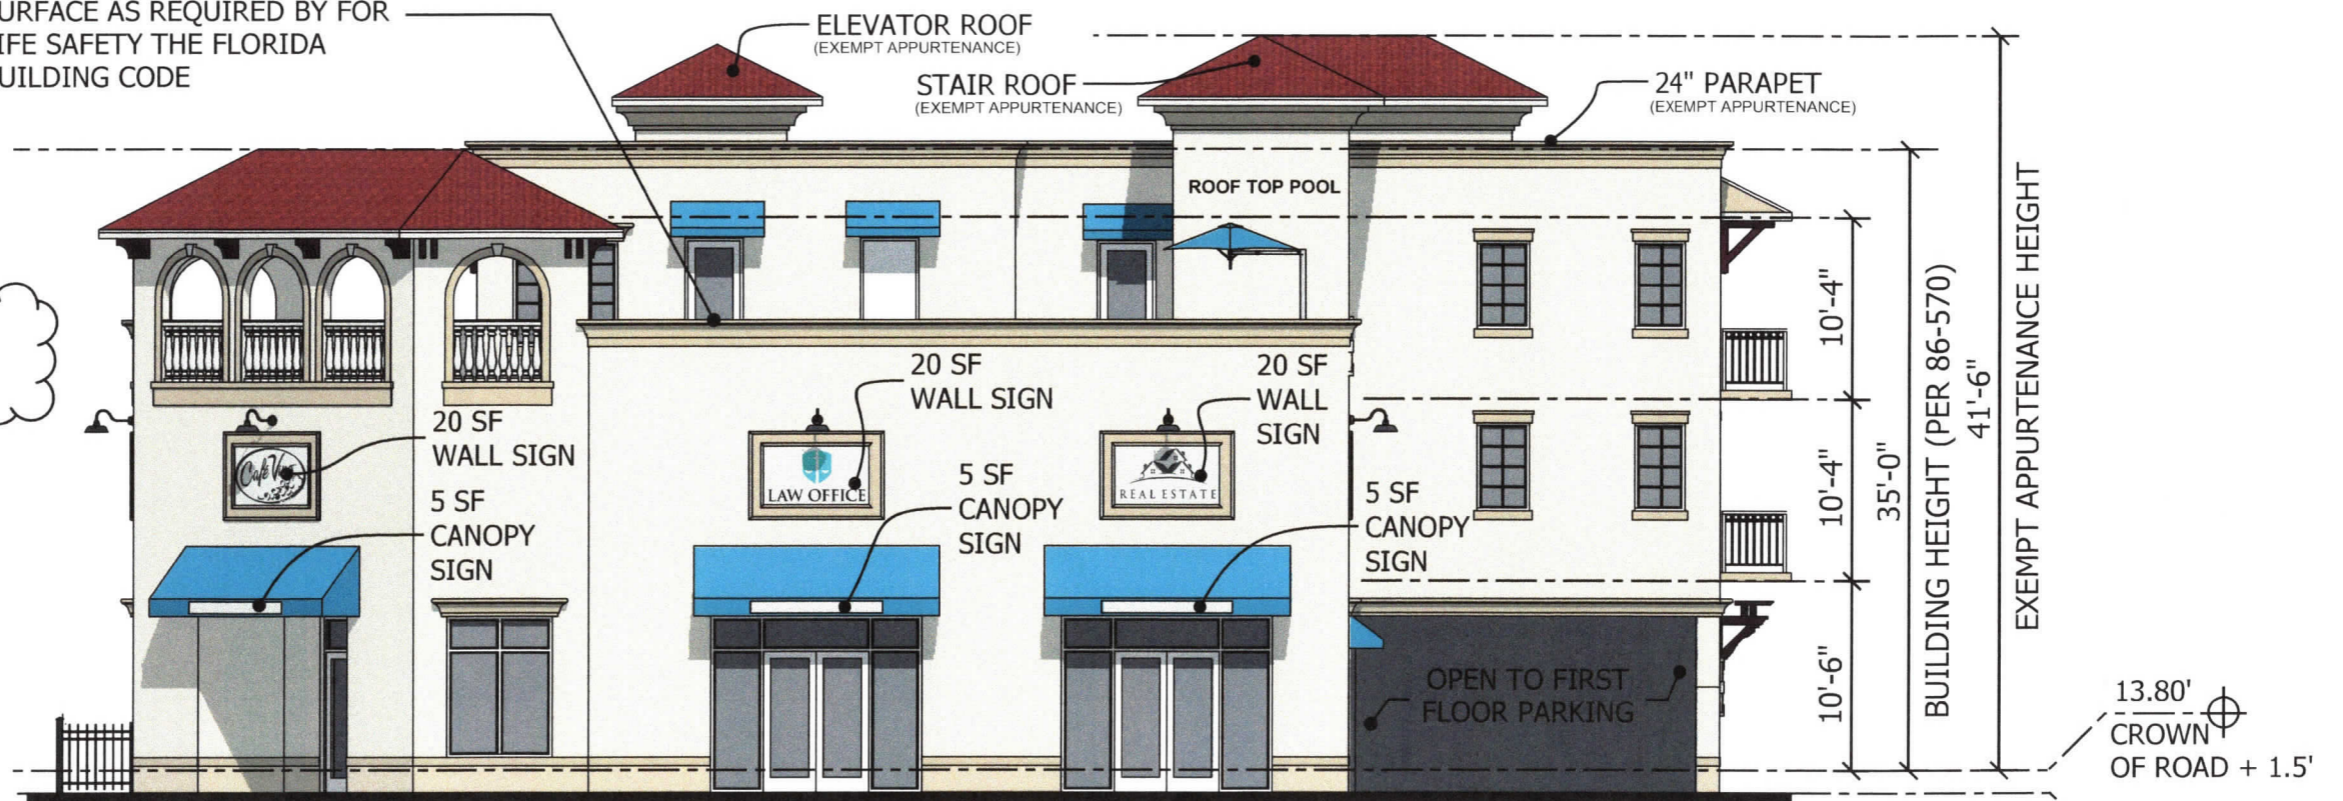 URFACE AS REQUIRED BY FOR
IFE SAFETY THE FLORIDA
UILDING CODE
ELEVATOR ROOF
(EXEMPT APPURTENANCE)
STAIR ROOF
(EXEMPT APPURTENANCE)
24" PARAPET
(EXEMPT APPURTENANCE)
ROOF TOP POOL
20 SF
WALL SIGN
5 SF
CANOPY
SIGN
20 SF
WALL SIGN
5 SF
CANOPY
SIGN
20 SF
WALL
SIGN
5 SF
CANOPY
SIGN
Café
LAW OFFICE
REAL ESTATE
OPEN TO FIRST
FLOOR PARKING
10'-4"
10'-4"
10'-6"
35'-0"
BUILDING HEIGHT (PER 86-570)
41'-6"
EXEMPT APPURTENANCE HEIGHT
13.80'
CROWN
OF ROAD + 1.5'